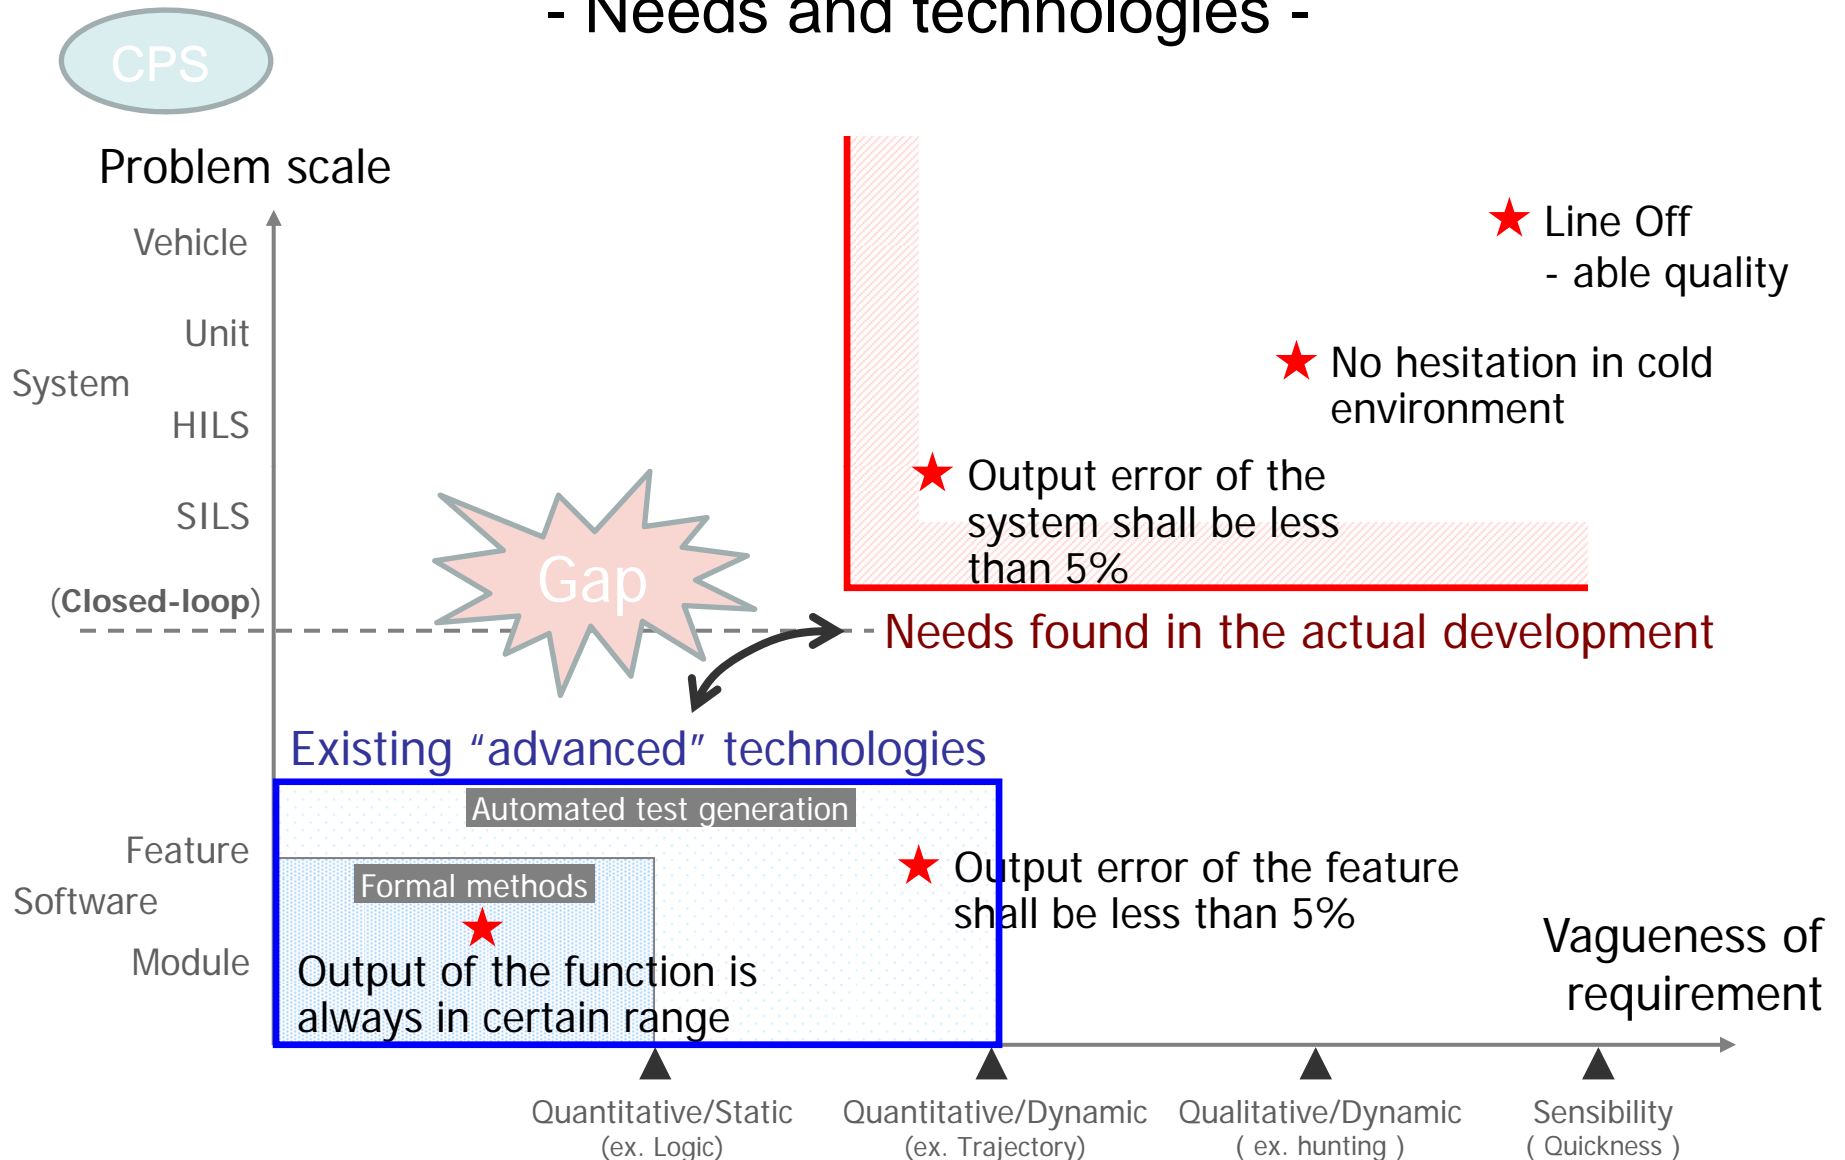 - Needs and technologies -
CPS
Problem scale
Vehicle
Unit
System
HILS
SILS
(Closed-loop)
Line Off
- able quality
No hesitation in cold
environment
Output error of the
system shall be less
than 5%
Gap
Needs found in the actual development
Existing “advanced” technologies
Automated test generation
Feature
Formal methods
Software
Module
Output of the function is
always in certain range
Output error of the feature
shall be less than 5%
Vagueness of
requirement
Quantitative/Static
(ex. Logic)
Quantitative/Dynamic
(ex. Trajectory)
Qualitative/Dynamic
( ex. hunting )
Sensibility
( Quickness )